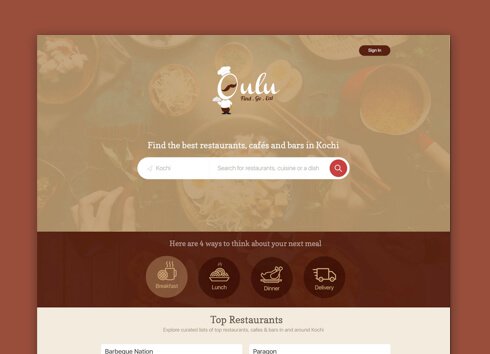 Sign In
Oulu
Find . Go . Eat
Find the best restaurants, cafés and bars in Kochi
Kochi
Search for restaurants, cuisine or a dish
Here are 4 ways to think about your next meal
Breakfast
Lunch
Dinner
Delivery
Top Restaurants
Explore curated lists of top restaurants, cafes & bars in and around Kochi
Barbeque Nation
Paragon